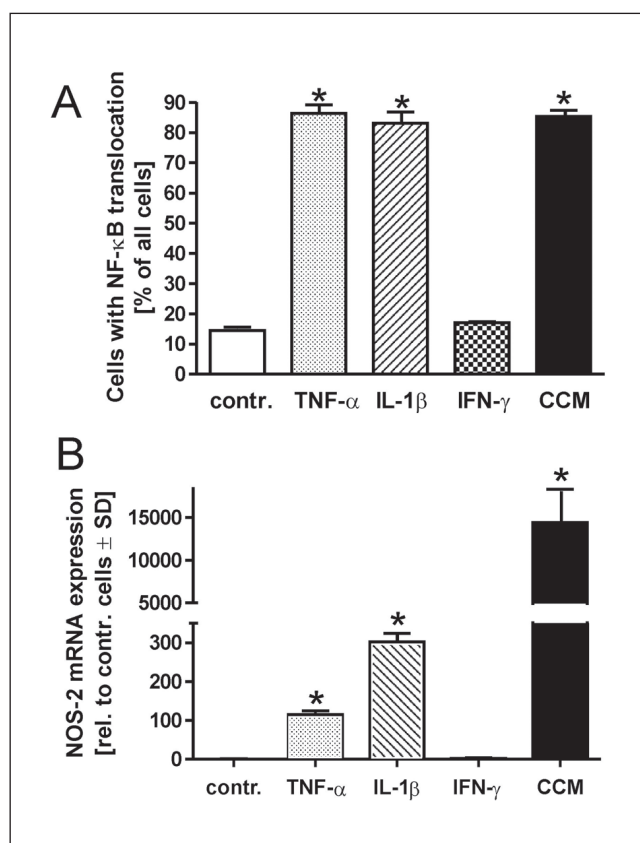 A
Cells with NF-κB translocation
[% of all cells]
90
80
70
60
50
40
30
20
10
0
* * *
contr. TNF-α IL-1β IFN-γ CCM
B
NOS-2 mRNA expression
[rel. to contr. cells ± SD]
15000
10000
5000
300
200
100
0
* * *
contr. TNF-α IL-1β IFN-γ CCM